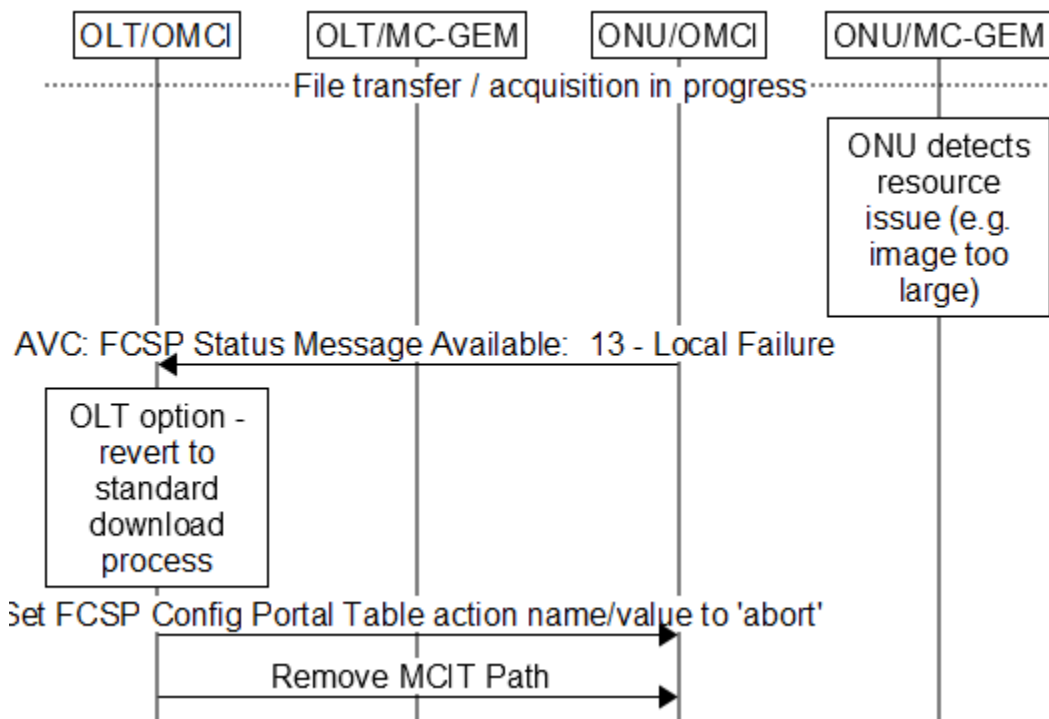 OLT/OMCI OLT/MC-GEM ONU/OMCI ONU/MC-GEM
File transfer / acquisition in progress
ONU detects
resource
issue (e.g.
image too
large)
AVC: FCSP Status Message Available:  13 - Local Failure
OLT option -
revert to
standard
download
process
Set FCSP Config Portal Table action name/value to 'abort'
Remove MCIT Path